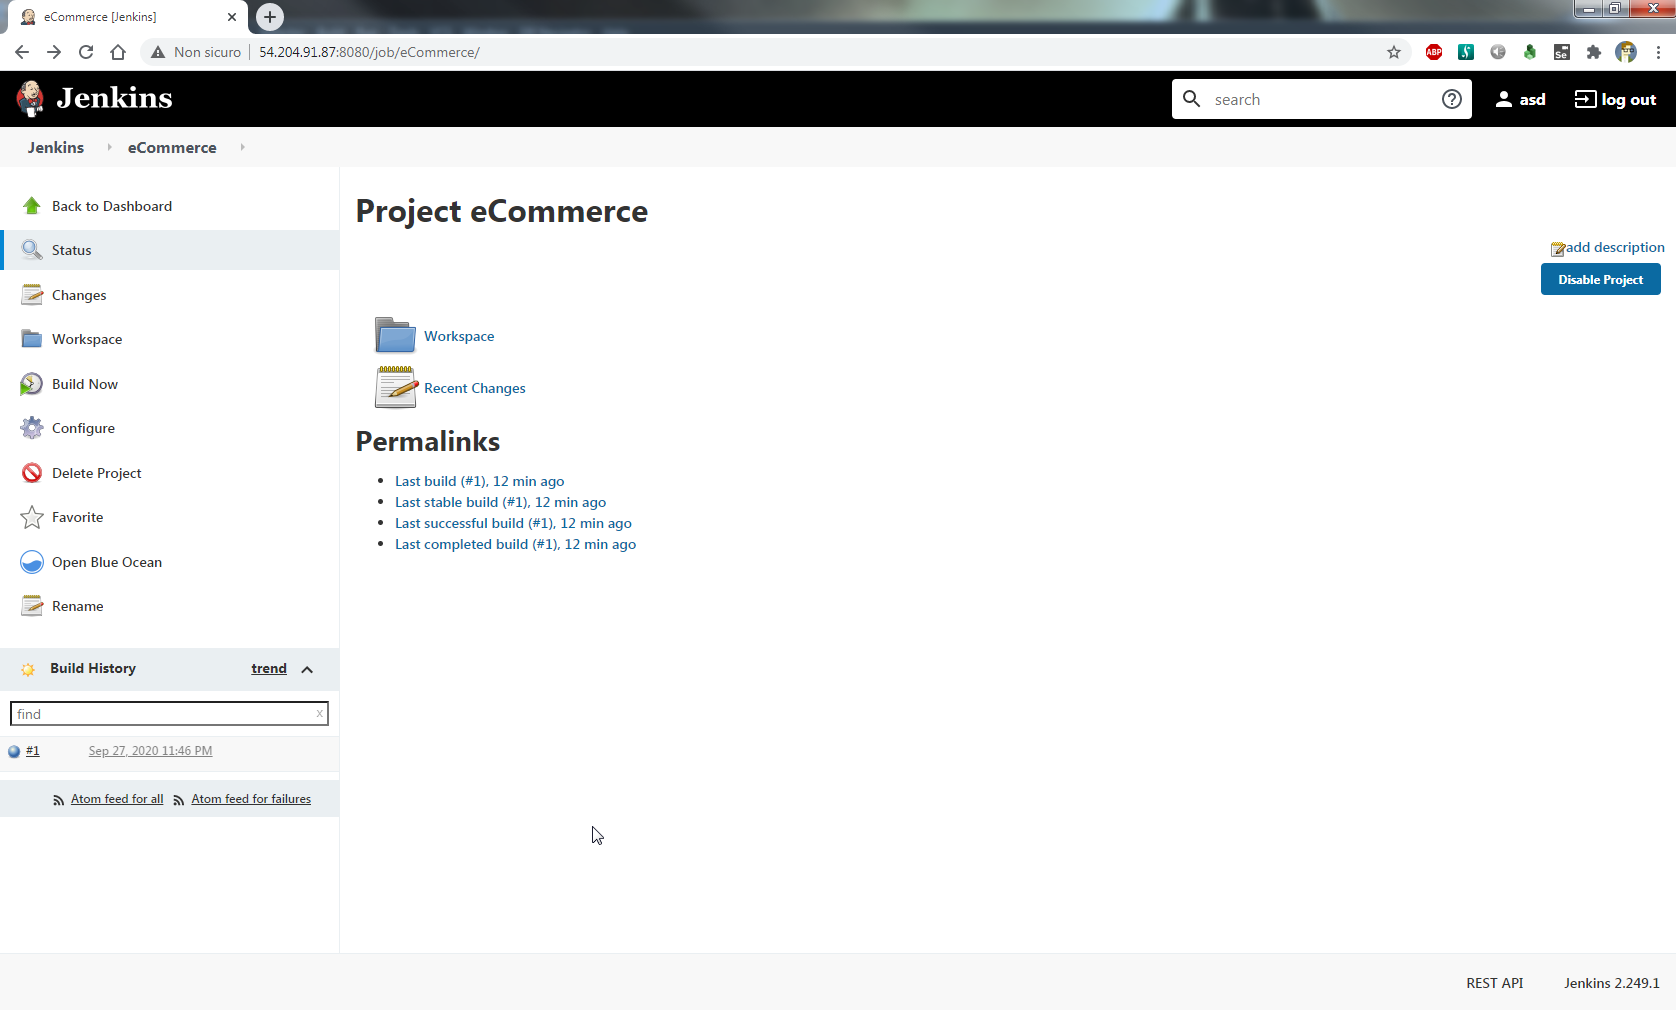 eCommerce [Jenkins]
Non sicuro
54.204.91.87:8080/job/eCommerce/
ABP
Se
Jenkins
search
asd
log out
Jenkins
eCommerce
Back to Dashboard
Status
Changes
Workspace
Build Now
Configure
Delete Project
Favorite
Open Blue Ocean
Rename
Build History
trend
find
x
#1
Sep 27, 2020 11:46 PM
Atom feed for all
Atom feed for failures
Project eCommerce
add description
Disable Project
Workspace
Recent Changes
Permalinks
Last build (#1), 12 min ago
Last stable build (#1), 12 min ago
Last successful build (#1), 12 min ago
Last completed build (#1), 12 min ago
REST API
Jenkins 2.249.1